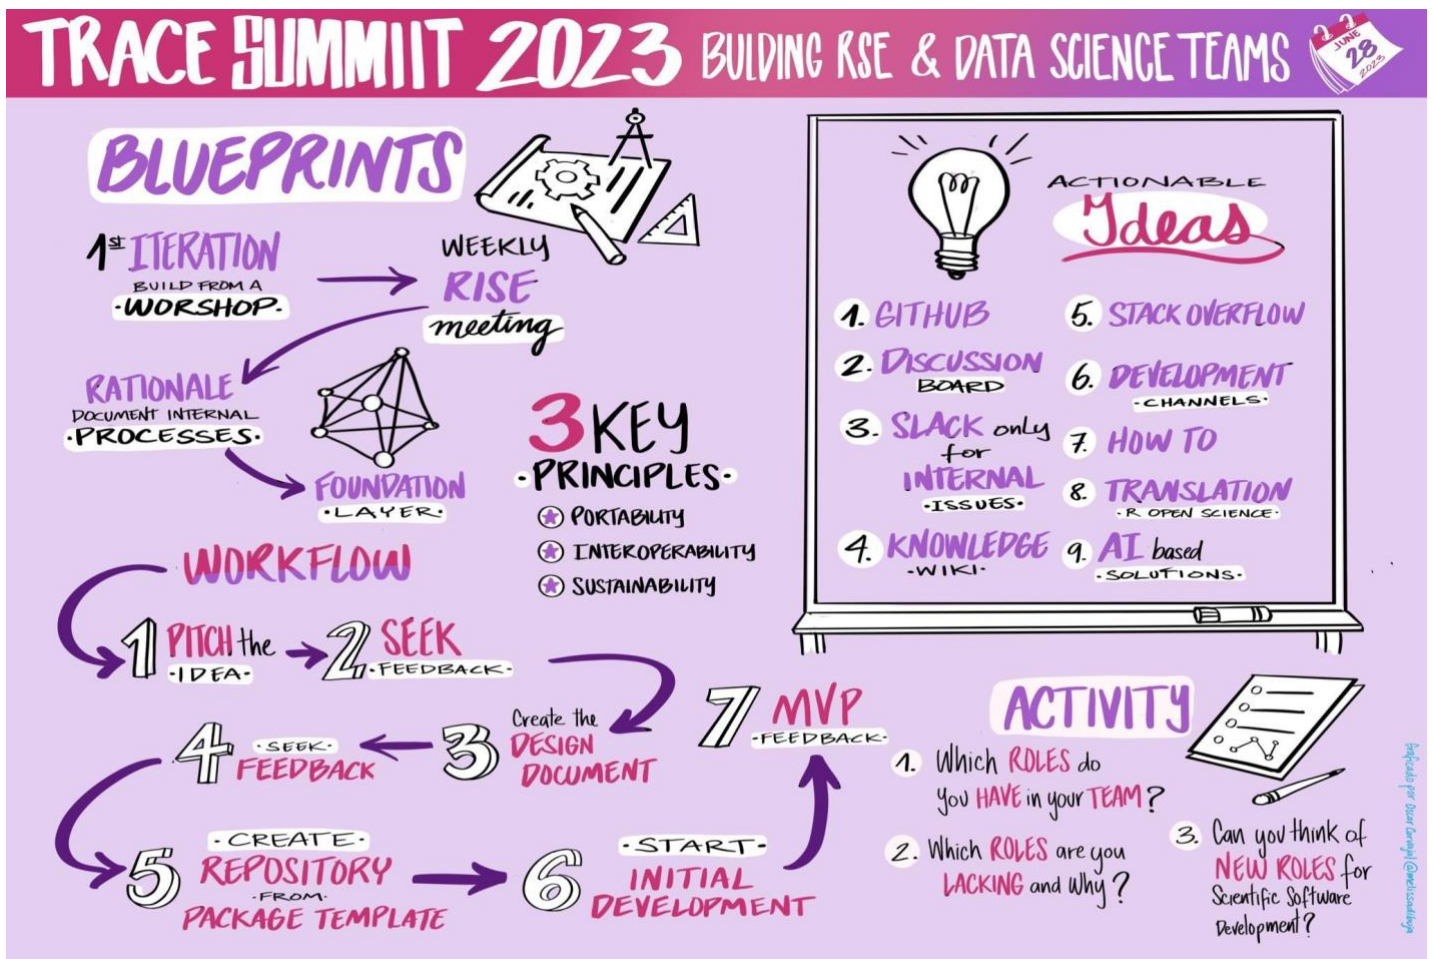 TRACE SUMMIIT 2023 BULDING RSE & DATA SCIENCE TEAMS
JUNE
28
2023
BLUEPRINTS
1st ITERATION
BUILD FROM A
·WORSHOP·
WEEKLY
RISE
meeting
RATIONALE
DOCUMENT INTERNAL
·PROCESSES·
FOUNDATION
·LAYER·
3 KEY
·PRINCIPLES·
PORTABILITY
INTEROPERABILITY
SUSTAINABILITY
WORKFLOW
1 PITCH the
·IDEA·
2 SEEK
·FEEDBACK·
3 Create the
DESIGN
DOCUMENT
4 ·SEEK·
FEEDBACK
5 ·CREATE·
REPOSITORY
·FROM·
PACKAGE TEMPLATE
6 ·START·
INITIAL
DEVELOPMENT
7 MVP
·FEEDBACK·
ACTIONABLE
Ideas
1. GITHUB
2. DISCUSSION
BOARD
3. SLACK only
for
INTERNAL
·ISSUES·
4. KNOWLEDGE
·WIKI·
5. STACK OVERFLOW
6. DEVELOPMENT
·CHANNELS·
7. HOW TO
8. TRANSLATION
·R OPEN SCIENCE·
9. AI based
·SOLUTIONS·
ACTIVITY
1. Which ROLES do
you HAVE in your TEAM?
2. Which ROLES are you
LACKING and Why?
3. Can you think of
NEW ROLES for
Scientific Software
Development?
Graficado por Oscar Carvajal @melissadibuja